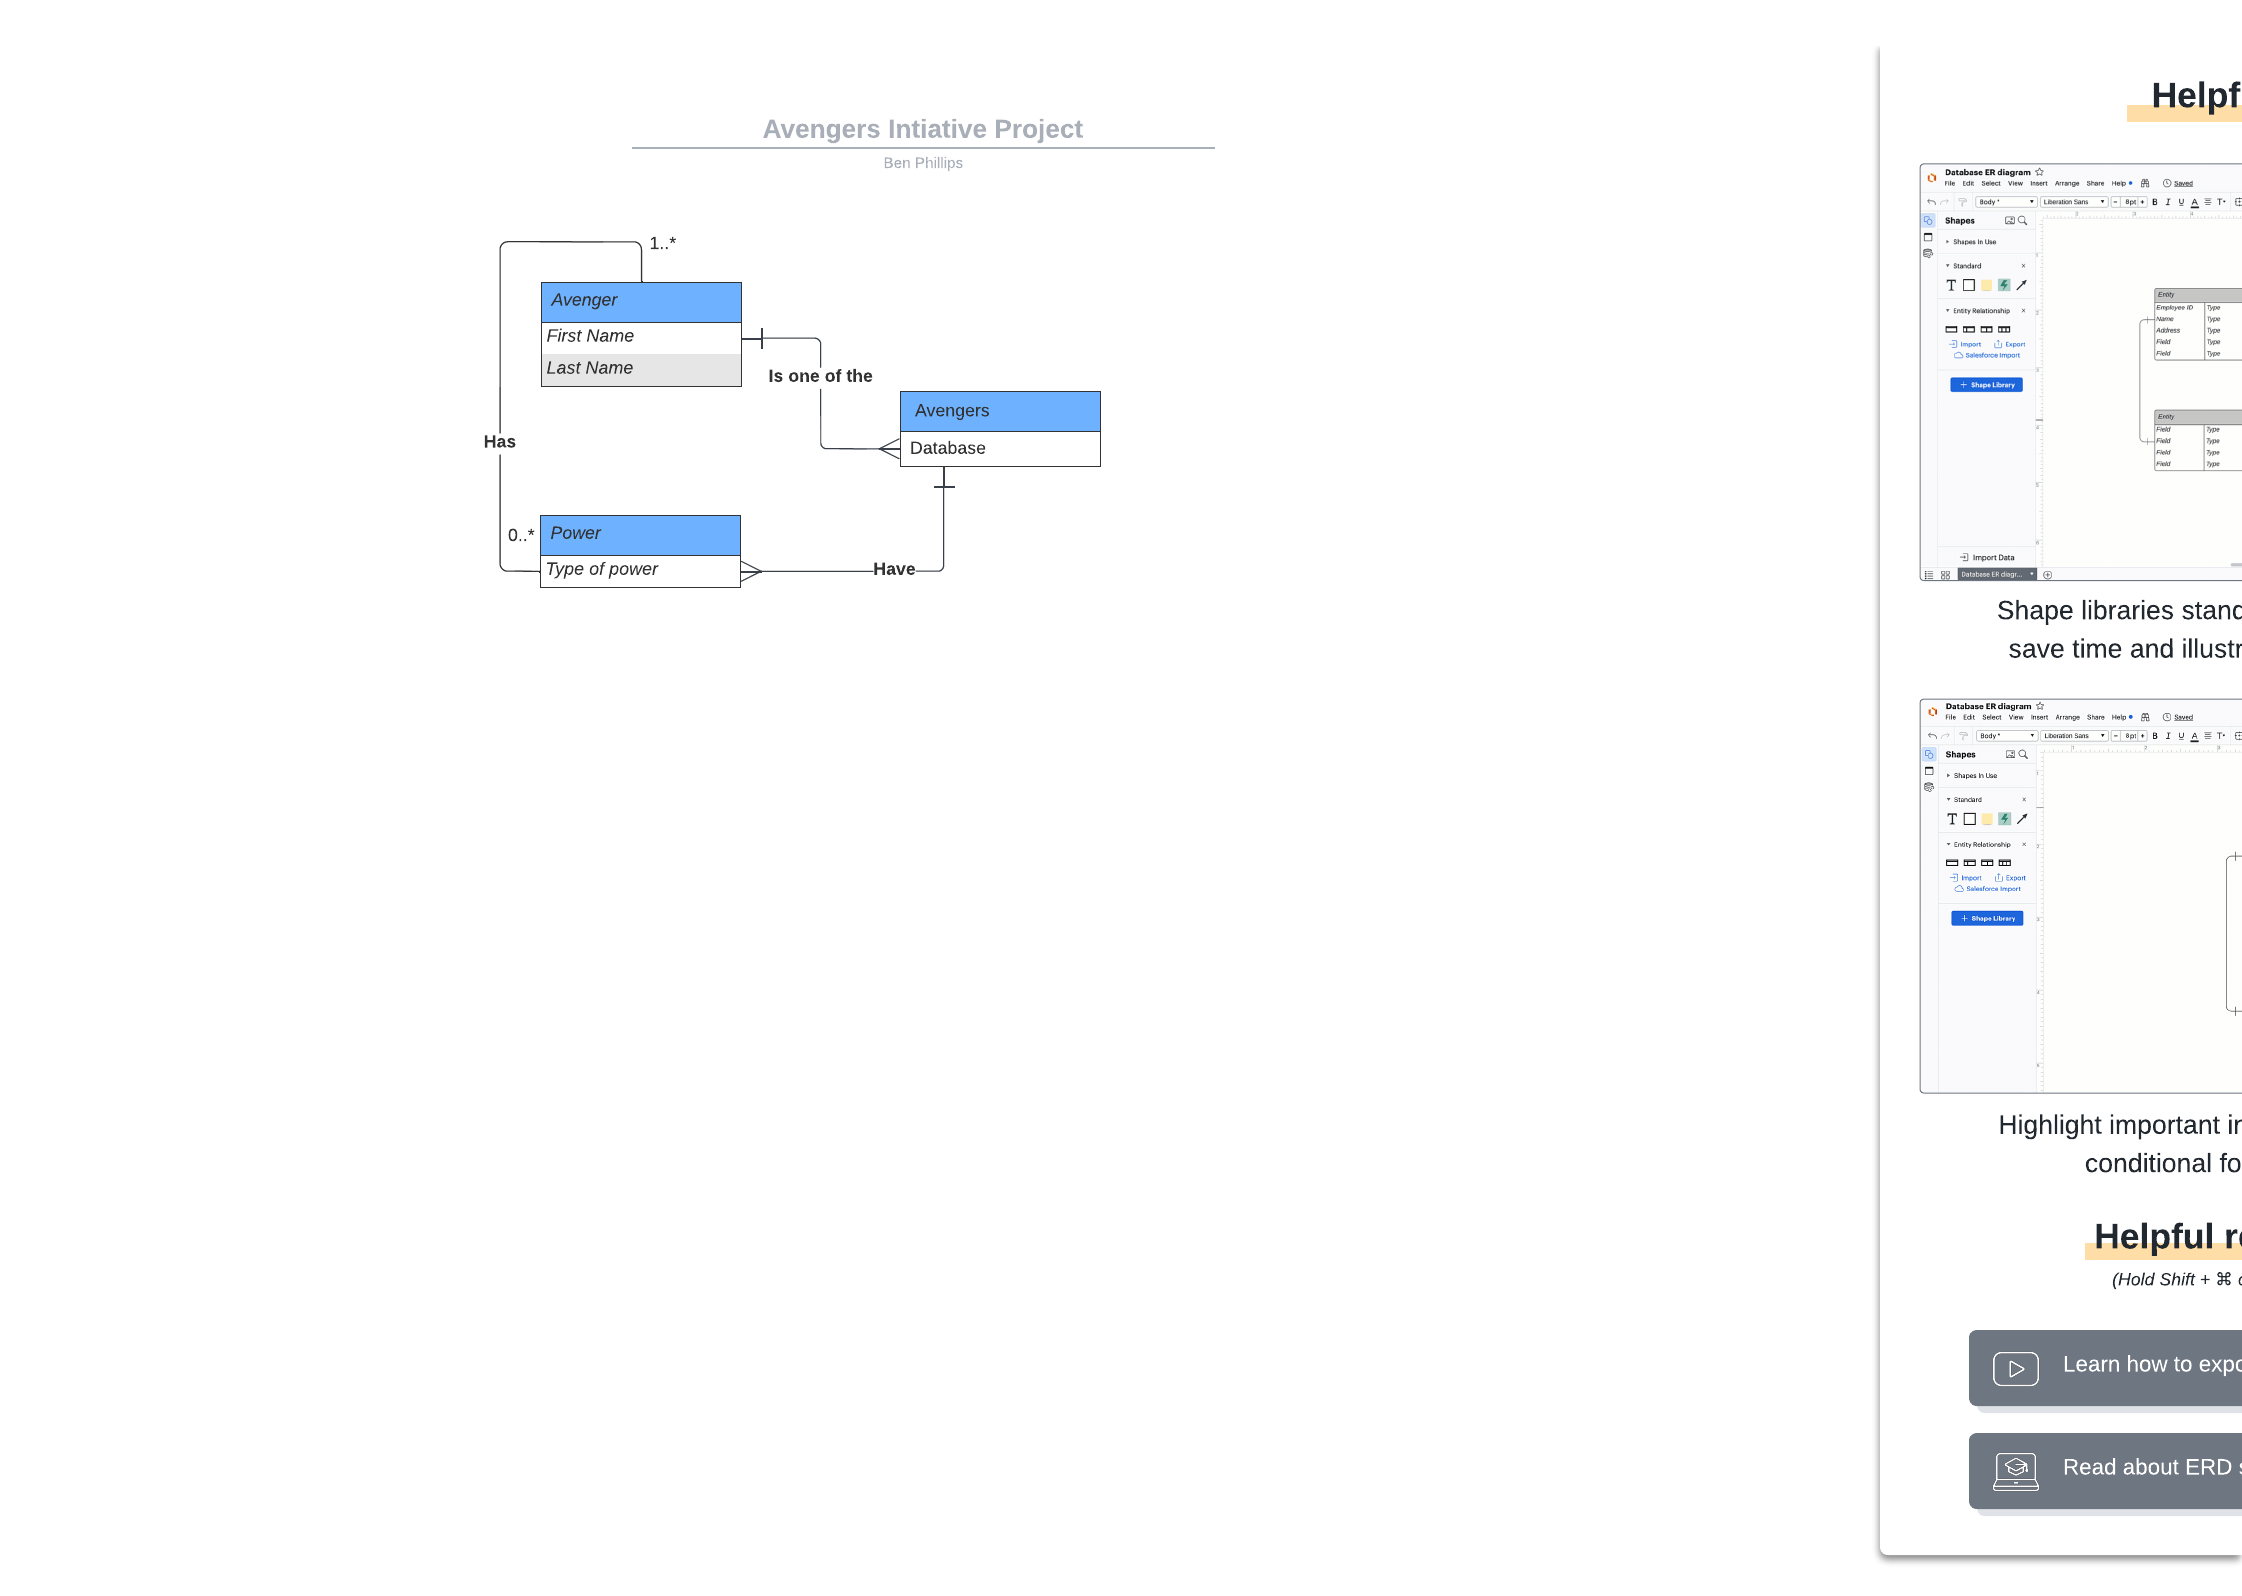 Avengers Intiative Project
Ben Phillips
1..*
Avenger
First Name
Last Name
Is one of the
Avengers
Database
Has
0..*
Power
Type of power
Have
Helpf
Database ER diagram
File Edit Select View Insert Arrange Share Help Saved
Body * Liberation Sans - 8pt + B I U A T
Shapes
Shapes In Use
Standard ×
T
Entity Relationship ×
Import Export
Salesforce Import
+ Shape Library
Entity
Employee ID Type
Name Type
Address Type
Field Type
Field Type
Entity
Field Type
Field Type
Field Type
Field Type
Import Data
Database ER diagr...
Shape libraries stand
save time and illustr
Database ER diagram
File Edit Select View Insert Arrange Share Help Saved
Body * Liberation Sans - 8pt + B I U A T
Shapes
Shapes In Use
Standard ×
T
Entity Relationship ×
Import Export
Salesforce Import
+ Shape Library
Highlight important in
conditional fo
Helpful re
(Hold Shift + ⌘ o
Learn how to expo
Read about ERD s